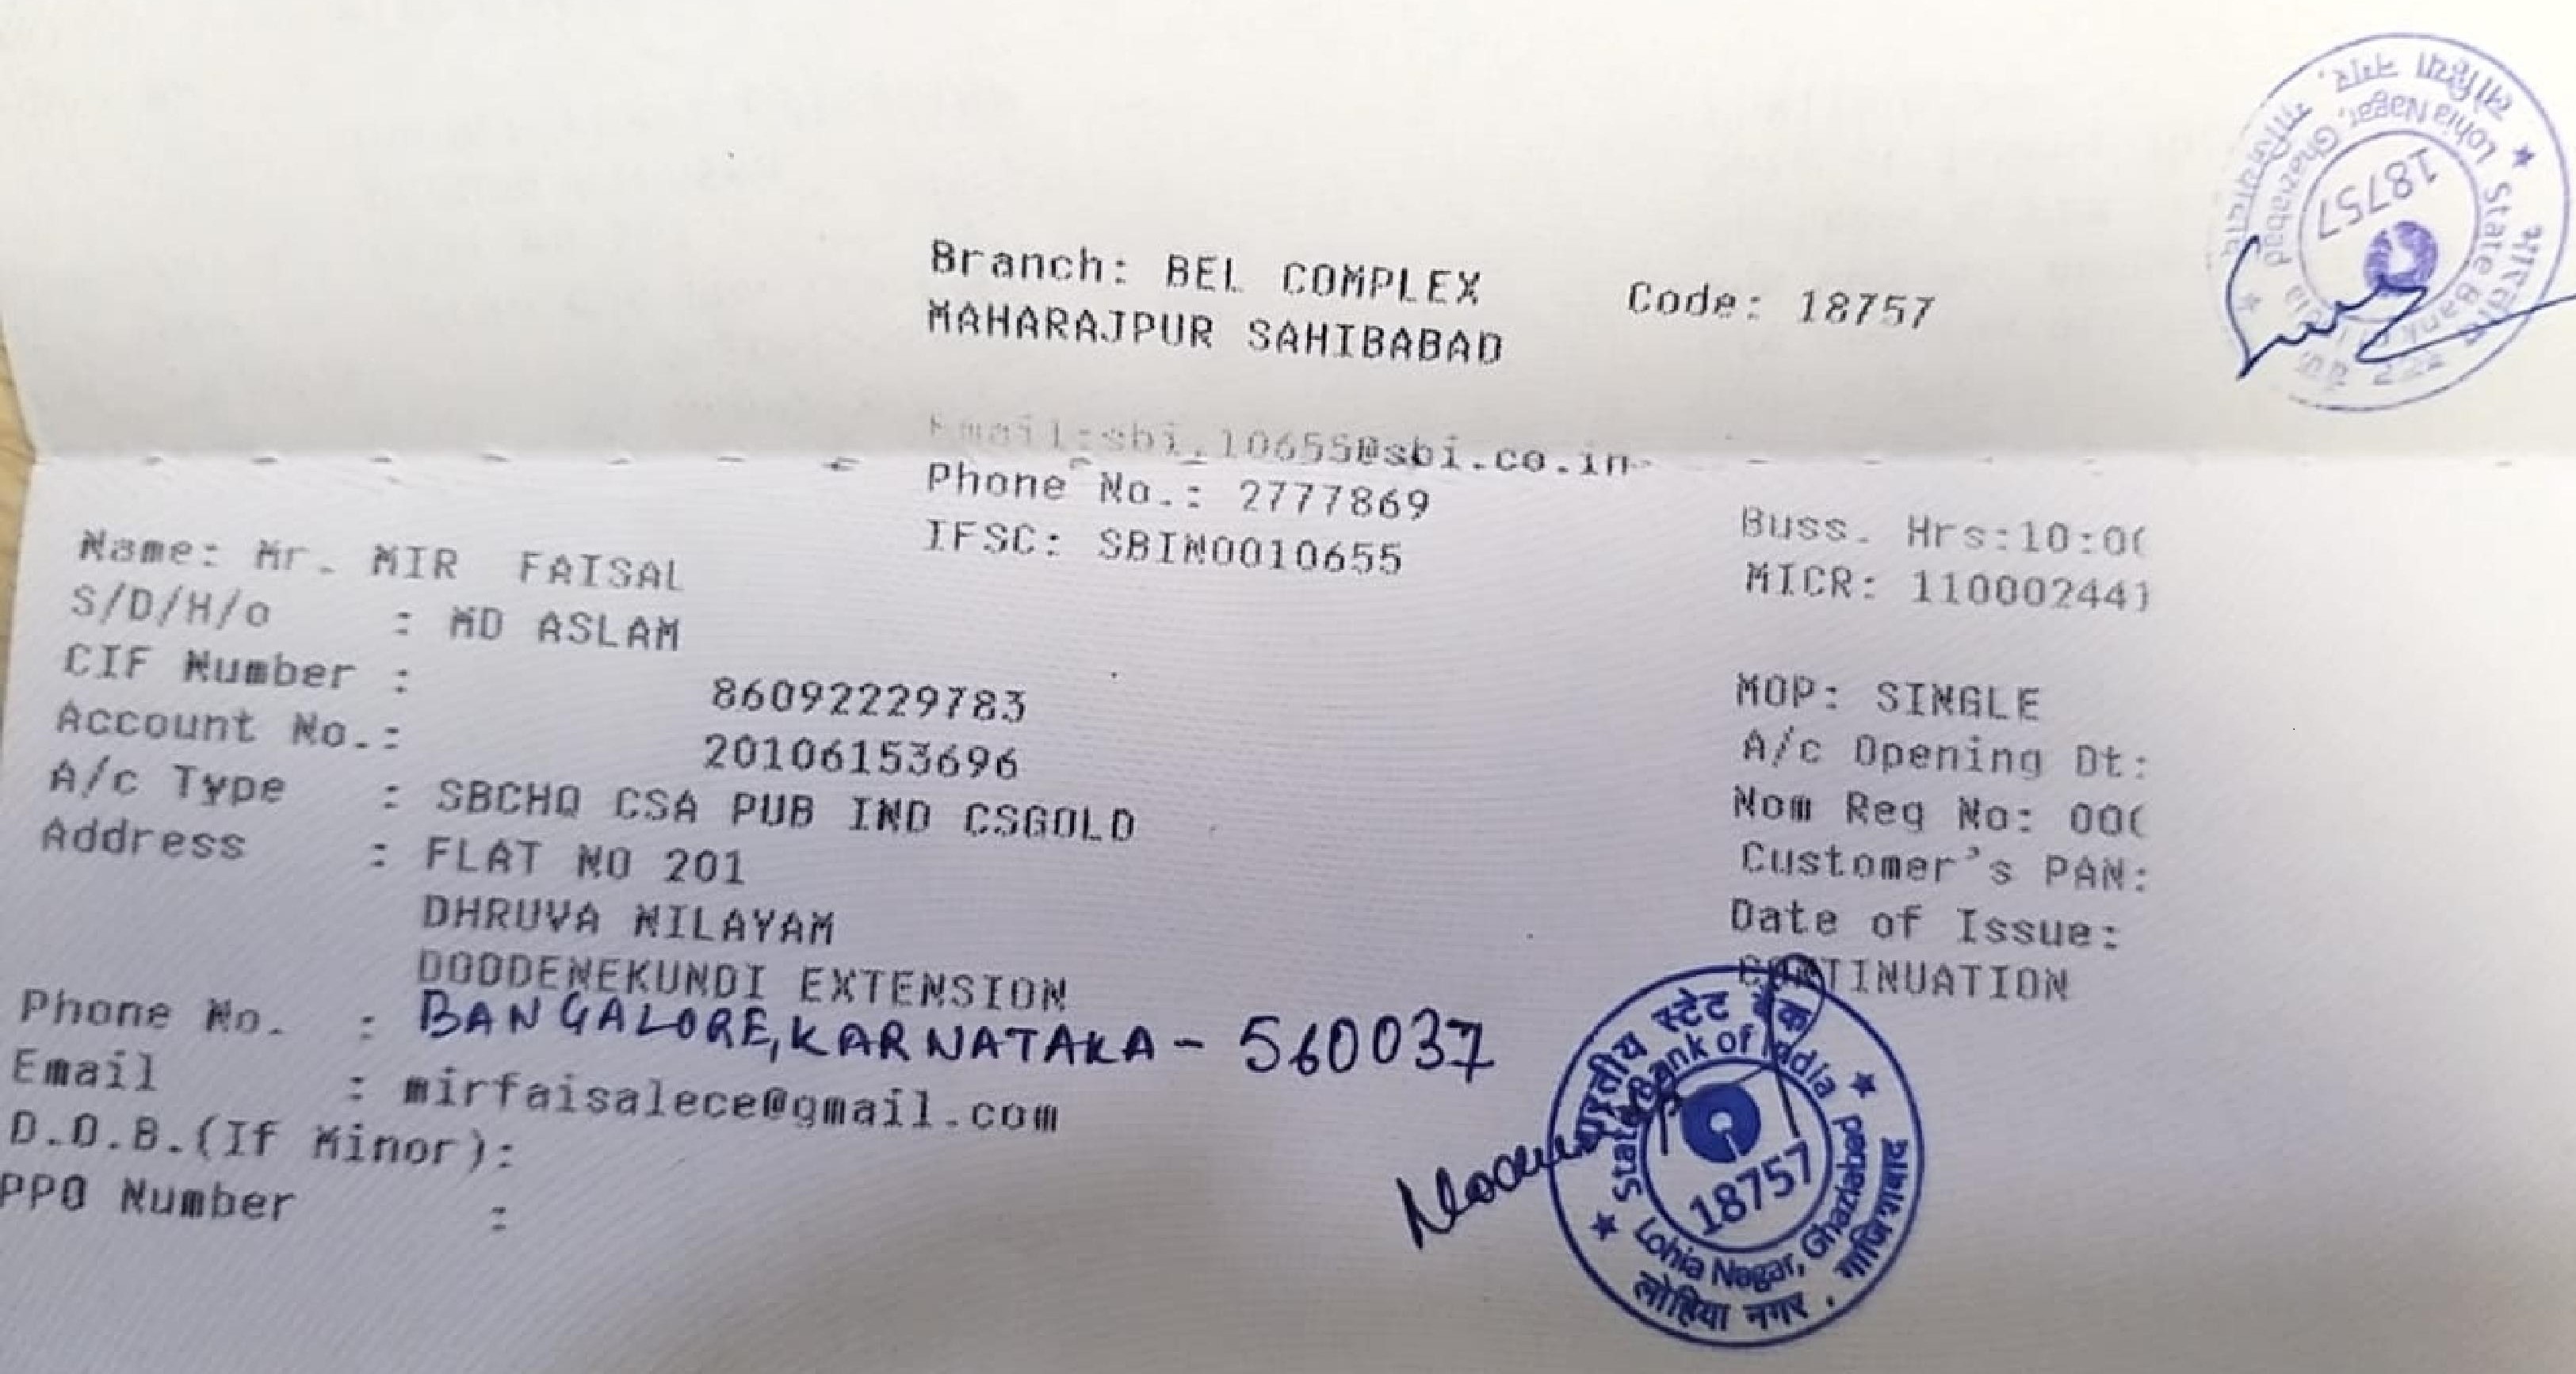 Branch: BEL COMPLEX
MAHARAJPUR SAHIBABAD
Code: 18757
Email:sbi.10655@sbi.co.in
Phone No.: 2777869
IFSC: SBIN0010655
Buss. Hrs:10:0
MICR: 11000244
Name: Mr. MIR FAISAL
S/D/H/o : MD ASLAM
CIF Number : 86092229783
Account No.: 20106153696
A/c Type : SBCHQ CSA PUB IND CSGOLD
Address : FLAT NO 201
DHRUVA NILAYAM
DODDENEKUNDI EXTENSION
Phone No. : BANGALORE, KARNATAKA - 560037
Email : mirfaisalece@gmail.com
D.O.B.(If Minor):
PPO Number :
MOP: SINGLE
A/c Opening Dt:
Nom Reg No: 00
Customer's PAN:
Date of Issue:
CONTINUATION
भारतीय स्टेट बैंक
State Bank of India
18757
Lohia Nagar, Ghaziabad
लोहिया नगर, गाजियाबाद
भारतीय स्टेट
State Bank
18757
Lohia Nagar, Ghaziabad
लोहिया नगर, गाजियाबाद